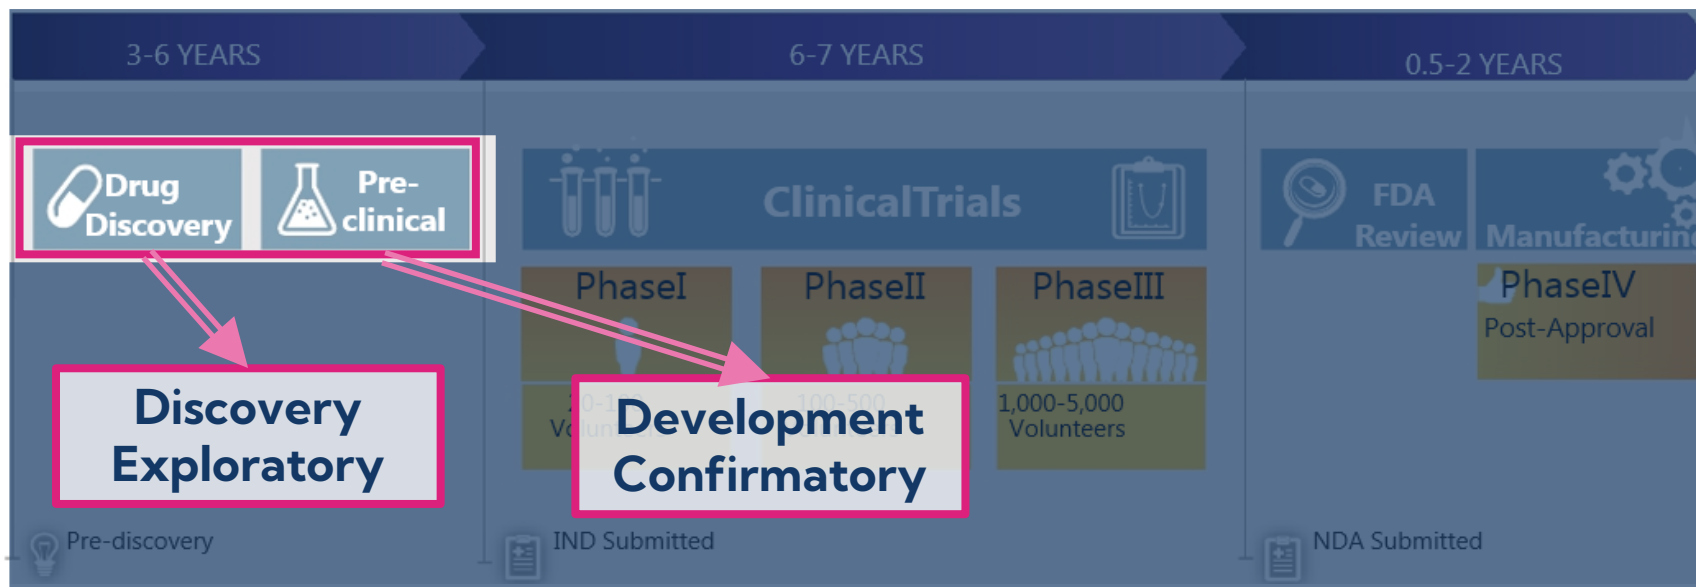 3-6 YEARS
6-7 YEARS
0.5-2 YEARS
Drug
Discovery
Pre-
clinical
ClinicalTrials
FDA
Review
Manufacturing
PhaseI
PhaseII
PhaseIII
PhaseIV
Post-Approval
Discovery
Exploratory
Development
Confirmatory
100-500
1,000-5,000
Volunteers
Pre-discovery
IND Submitted
NDA Submitted